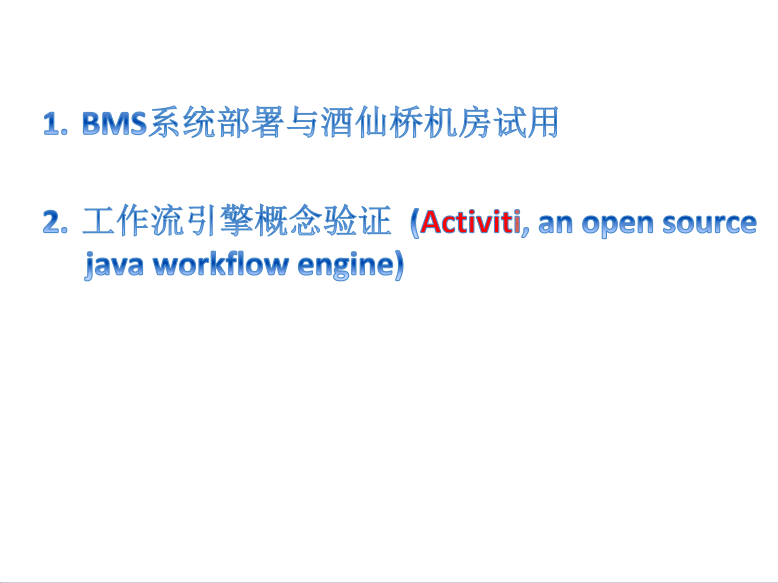 1. BMS系统部署与酒仙桥机房试用
2. 工作流引擎概念验证 (Activiti, an open source
java workflow engine)